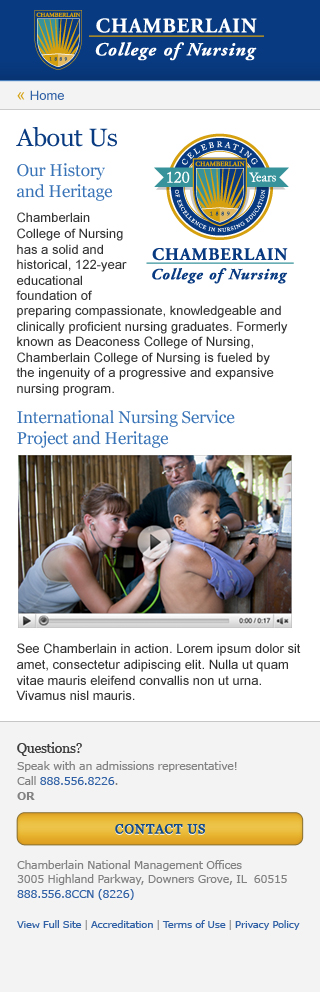 CHAMBERLAIN
College of Nursing
1889
« Home
About Us
CELEBRATING
120 Years
OF EXCELLENCE IN NURSING EDUCATION
CHAMBERLAIN
1889
CHAMBERLAIN
College of Nursing
Our History
and Heritage
Chamberlain
College of Nursing
has a solid and
historical, 122-year
educational
foundation of
preparing compassionate, knowledgeable and
clinically proficient nursing graduates. Formerly
known as Deaconess College of Nursing,
Chamberlain College of Nursing is fueled by
the ingenuity of a progressive and expansive
nursing program.
International Nursing Service
Project and Heritage
0:00 / 0:17
See Chamberlain in action. Lorem ipsum dolor sit
amet, consectetur adipiscing elit. Nulla ut quam
vitae mauris eleifend convallis non ut urna.
Vivamus nisl mauris.
Questions?
Speak with an admissions representative!
Call 888.556.8226.
OR
CONTACT US
Chamberlain National Management Offices
3005 Highland Parkway, Downers Grove, IL 60515
888.556.8CCN (8226)
View Full Site | Accreditation | Terms of Use | Privacy Policy